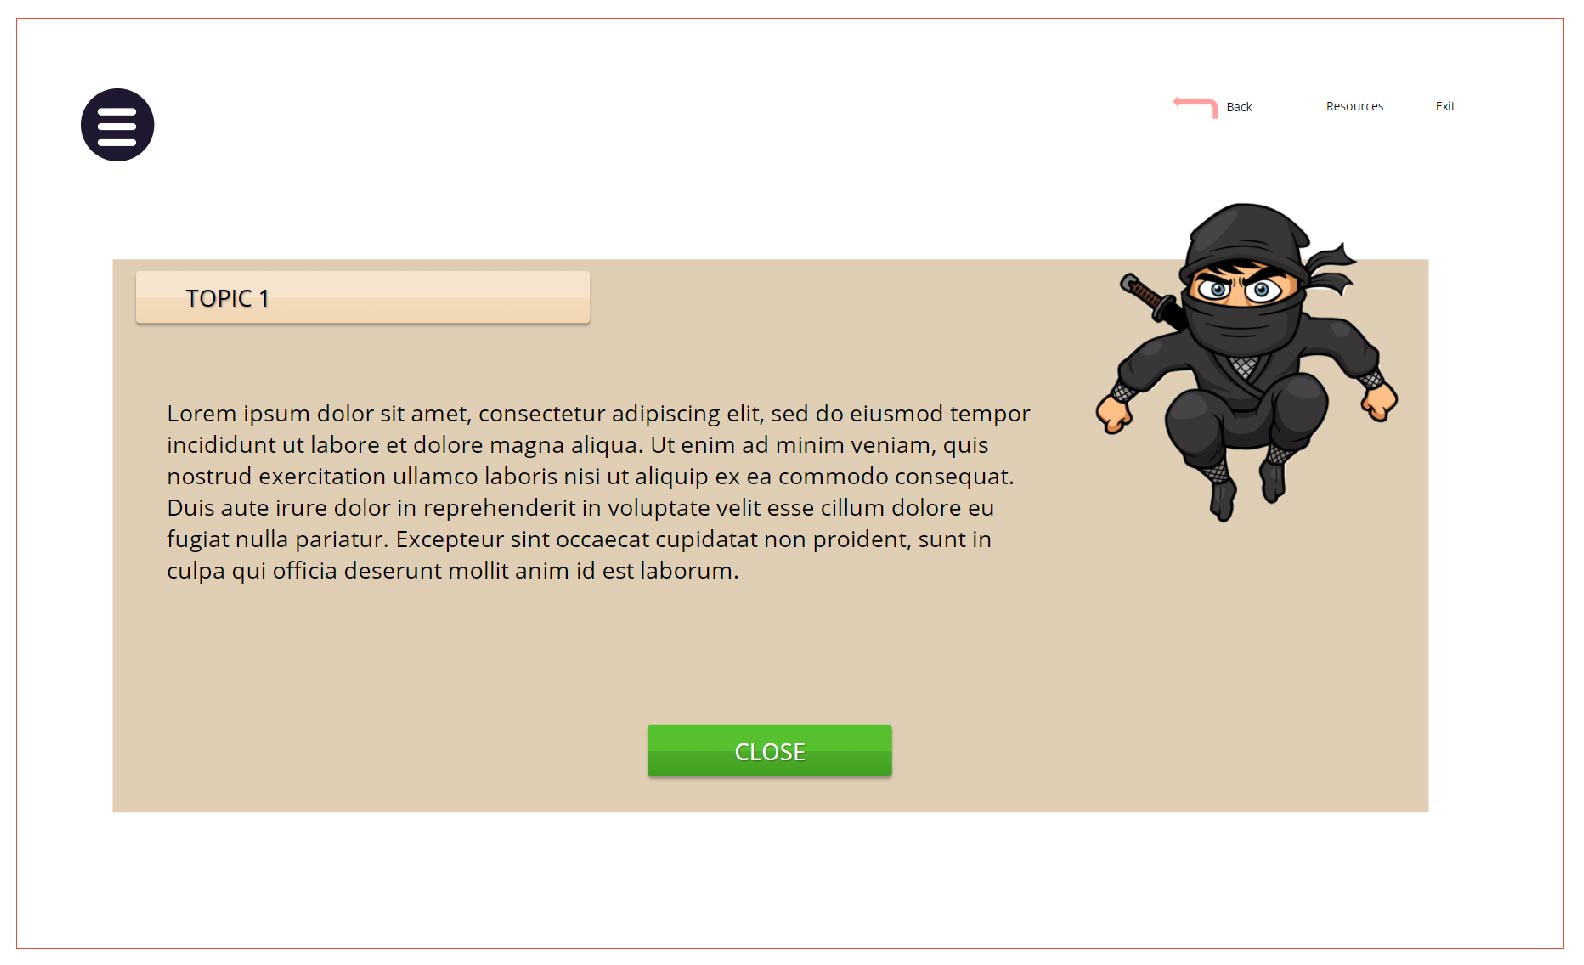 Back
Resources
Exit
TOPIC 1
Lorem ipsum dolor sit amet, consectetur adipiscing elit, sed do eiusmod tempor
incididunt ut labore et dolore magna aliqua. Ut enim ad minim veniam, quis
nostrud exercitation ullamco laboris nisi ut aliquip ex ea commodo consequat.
Duis aute irure dolor in reprehenderit in voluptate velit esse cillum dolore eu
fugiat nulla pariatur. Excepteur sint occaecat cupidatat non proident, sunt in
culpa qui officia deserunt mollit anim id est laborum.
CLOSE